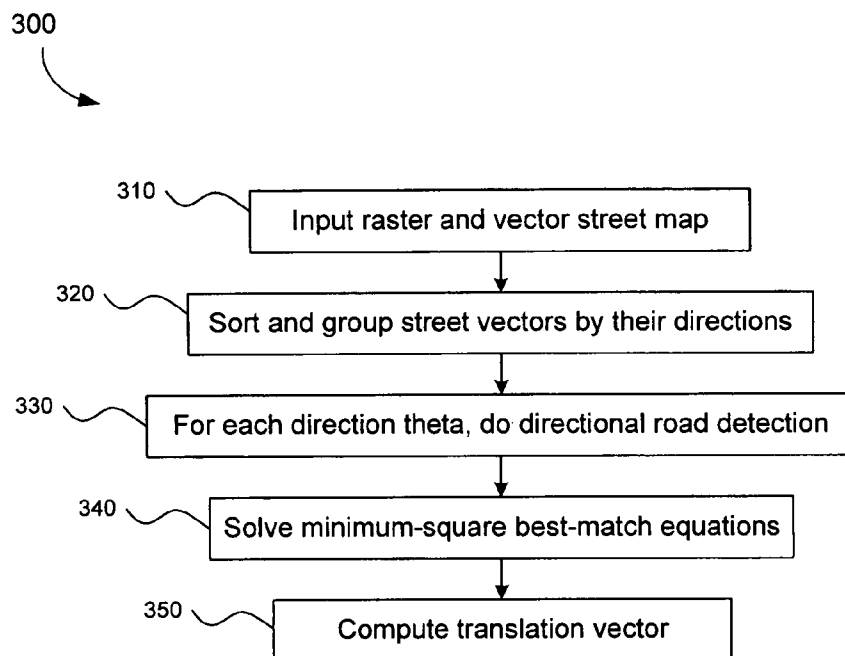 300
310
Input raster and vector street map
320
Sort and group street vectors by their directions
330
For each direction theta, do directional road detection
340
Solve minimum-square best-match equations
350
Compute translation vector